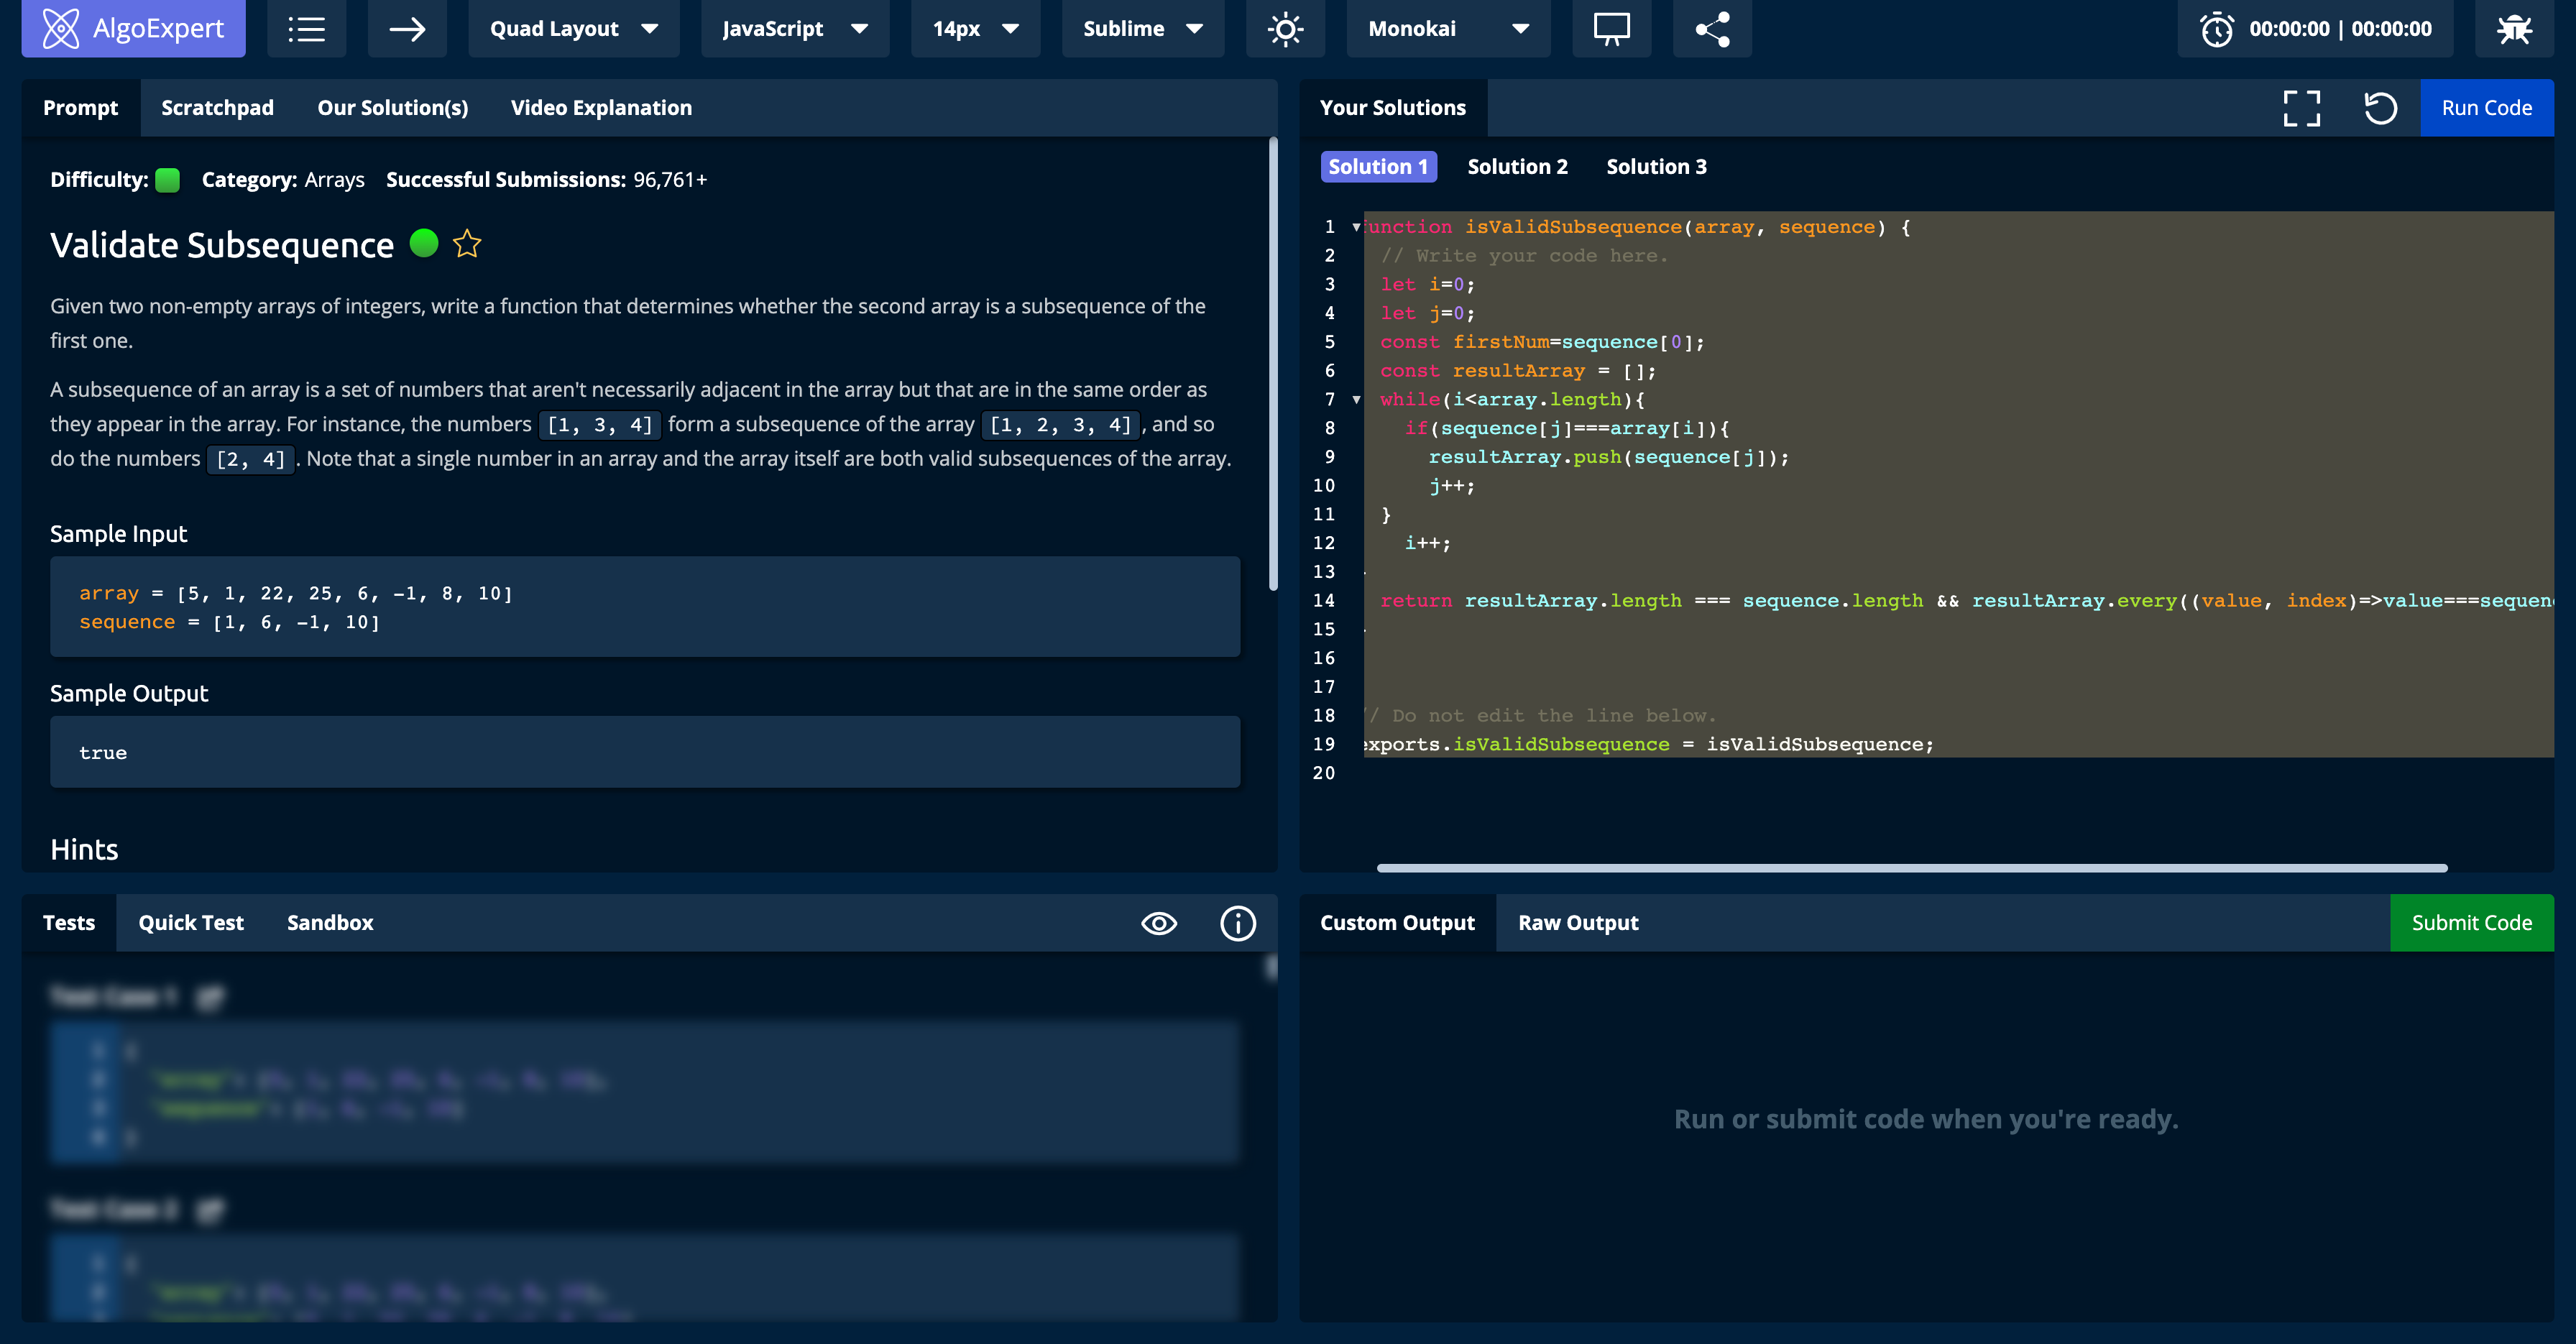 AlgoExpert Quad Layout JavaScript 14px Sublime Monokai 00:00:00 | 00:00:00
Prompt Scratchpad Our Solution(s) Video Explanation
Difficulty: Category: Arrays Successful Submissions: 96,761+
Validate Subsequence
Given two non-empty arrays of integers, write a function that determines whether the second array is a subsequence of the
first one.
A subsequence of an array is a set of numbers that aren't necessarily adjacent in the array but that are in the same order as
they appear in the array. For instance, the numbers [1, 3, 4] form a subsequence of the array [1, 2, 3, 4], and so
do the numbers [2, 4]. Note that a single number in an array and the array itself are both valid subsequences of the array.
Sample Input
array = [5, 1, 22, 25, 6, -1, 8, 10]
sequence = [1, 6, -1, 10]
Sample Output
true
Hints
Your Solutions Run Code
Solution 1 Solution 2 Solution 3
1 unction isValidSubsequence(array, sequence) {
2 // Write your code here.
3 let i=0;
4 let j=0;
5 const firstNum=sequence[0];
6 const resultArray = [];
7 while(i<array.length){
8 if(sequence[j]===array[i]){
9 resultArray.push(sequence[j]);
10 j++;
11 }
12 i++;
13
14 return resultArray.length === sequence.length && resultArray.every((value, index)=>value===sequen
15
16
17
18 // Do not edit the line below.
19 exports.isValidSubsequence = isValidSubsequence;
20
Tests Quick Test Sandbox
Test Case 1
Test Case 2
Custom Output Raw Output Submit Code
Run or submit code when you're ready.